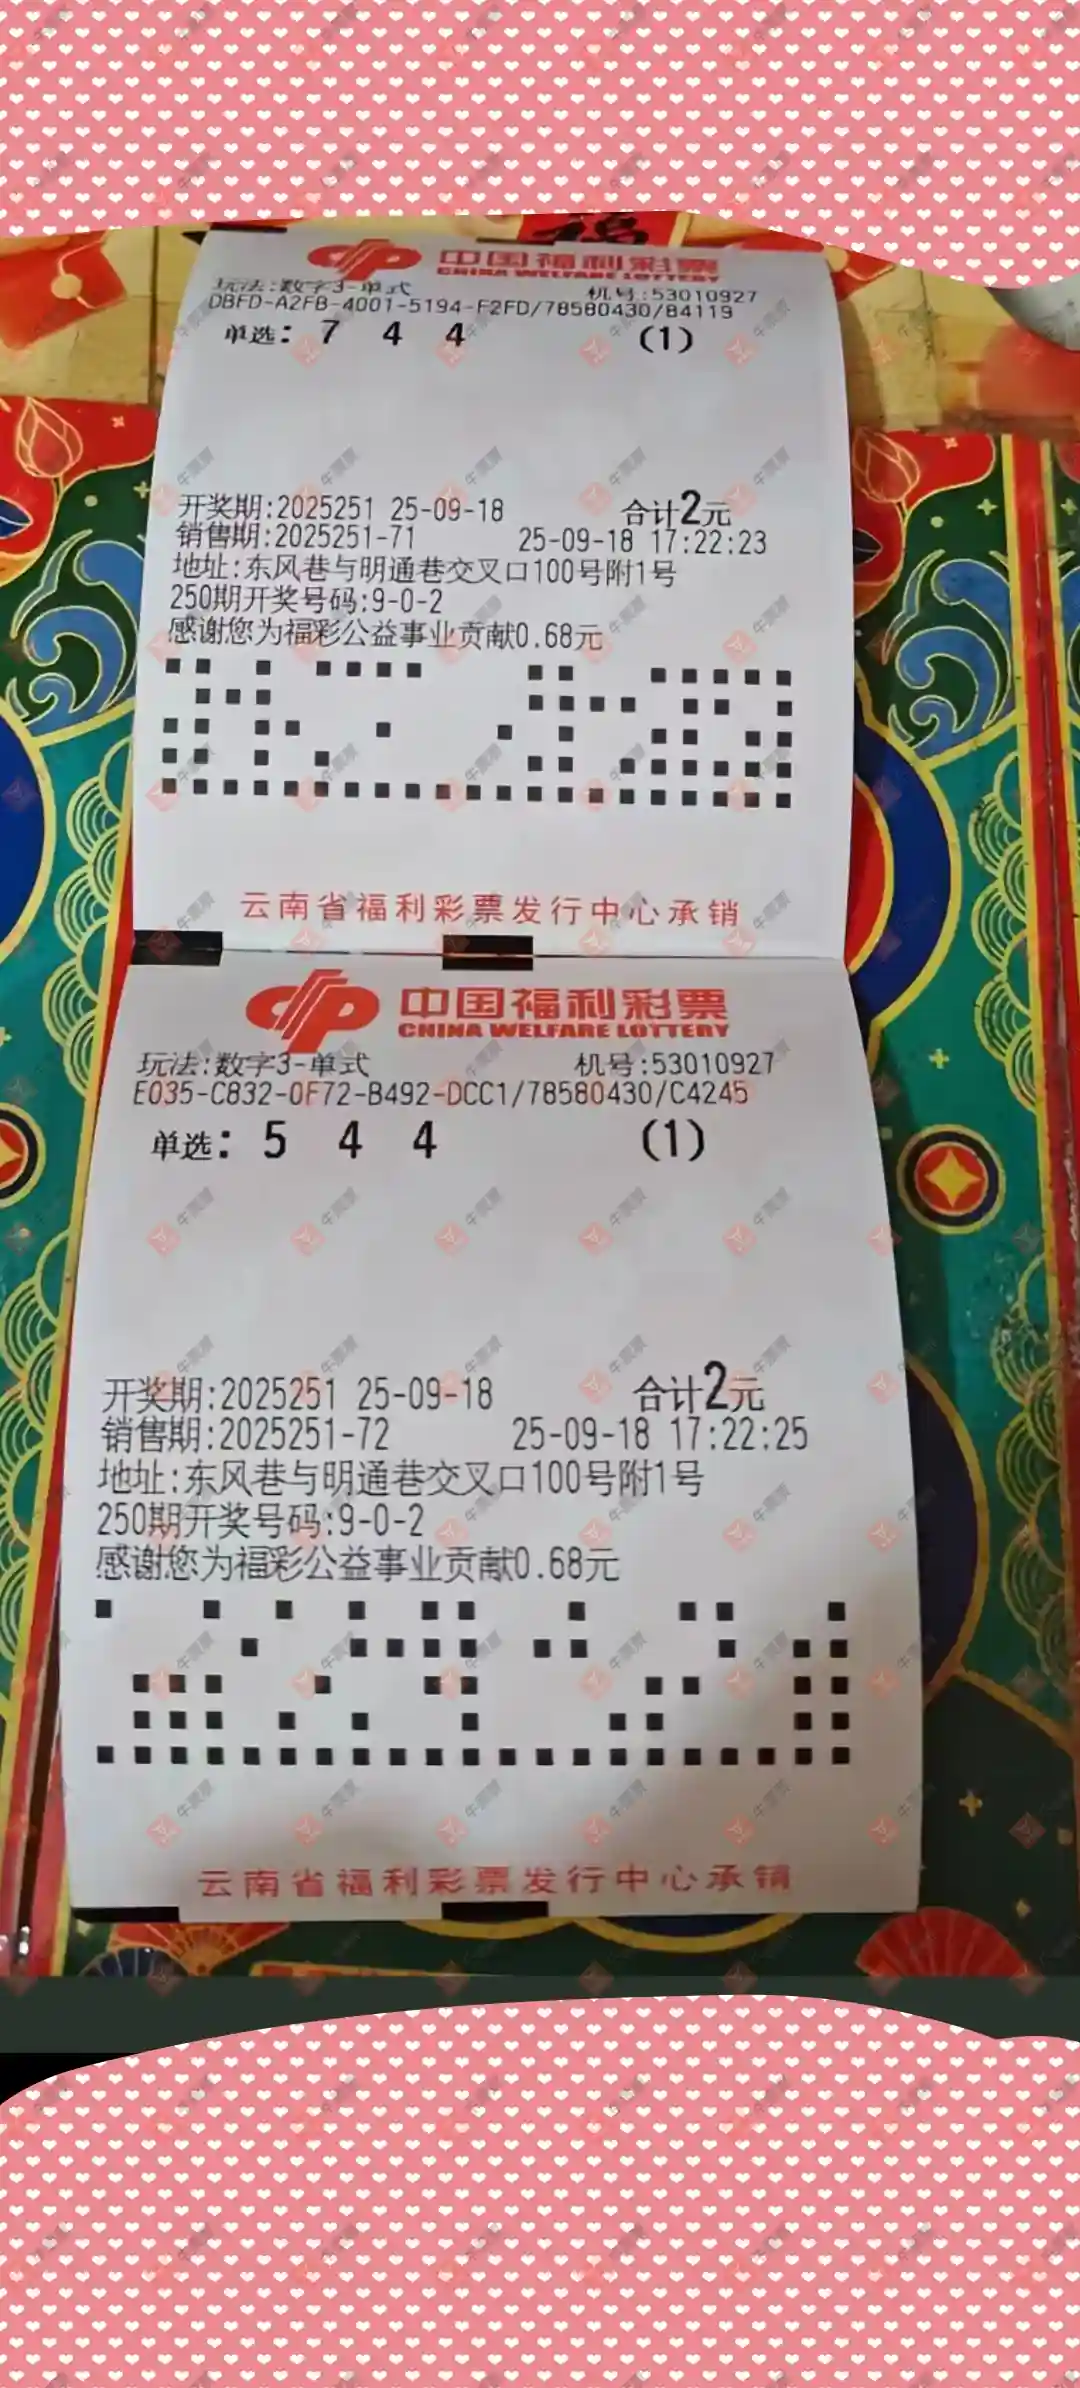 福
中国福利彩票
CHINA WELFARE LOTTERY
玩法:数字3-单式 机号:53010927
DBFD-A2FB-4001-5194-F2FD/78580430/B4119
单选: 7 4 4 (1)
开奖期:2025251 25-09-18 合计2元
销售期:2025251-71 25-09-18 17:22:23
地址:东风巷与明通巷交叉口100号附1号
250期开奖号码:9-0-2
感谢您为福彩公益事业贡献0.68元
云南省福利彩票发行中心承销
中国福利彩票
CHINA WELFARE LOTTERY
玩法:数字3-单式 机号:53010927
E035-C832-0F72-B492-DCC1/78580430/C4245
单选: 5 4 4 (1)
开奖期:2025251 25-09-18 合计2元
销售期:2025251-72 25-09-18 17:22:25
地址:东风巷与明通巷交叉口100号附1号
250期开奖号码:9-0-2
感谢您为福彩公益事业贡献0.68元
云南省福利彩票发行中心承销